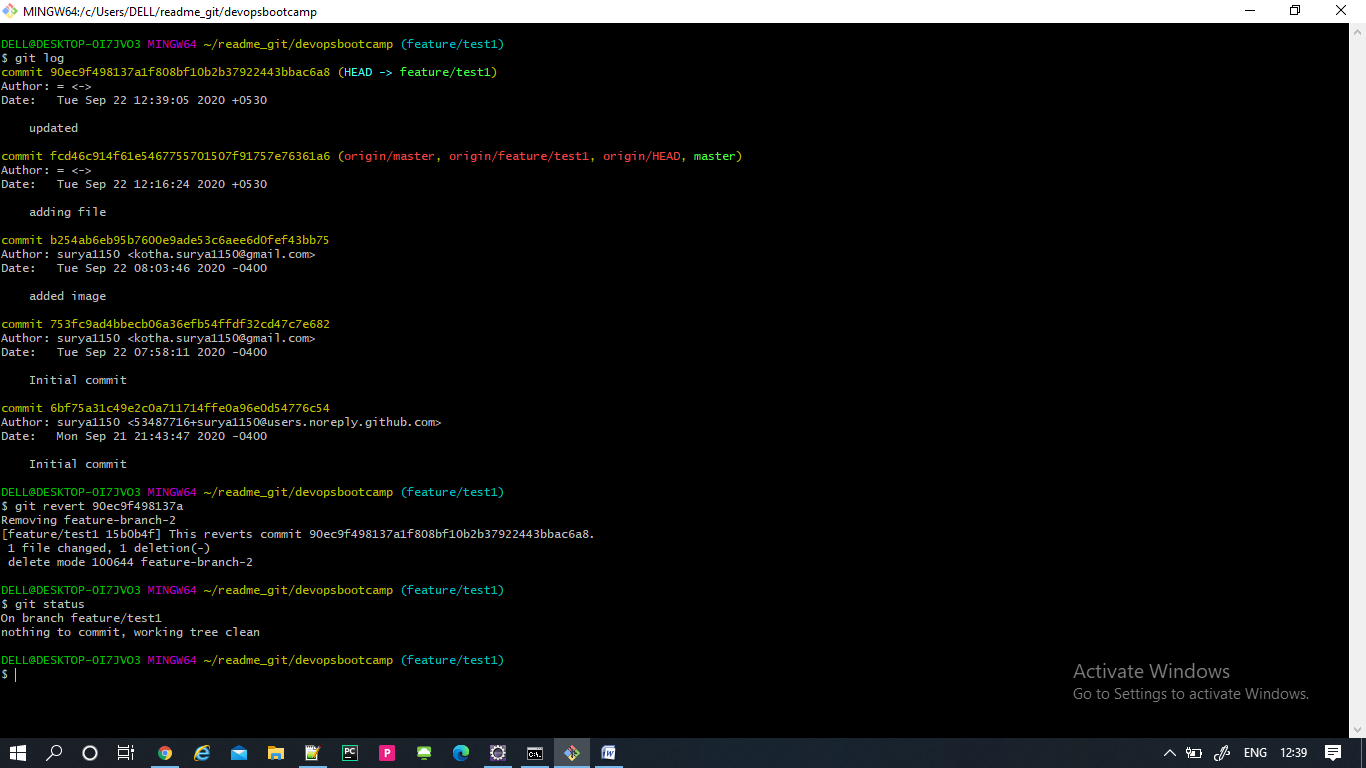 MINGW64:/c/Users/DELL/readme_git/devopsbootcamp
DELL@DESKTOP-OI7JVO3 MINGW64 ~/readme_git/devopsbootcamp (feature/test1)
$ git log
commit 90ec9f498137a1f808bf10b2b37922443bbac6a8 (HEAD -> feature/test1)
Author: = <->
Date:   Tue Sep 22 12:39:05 2020 +0530
    updated
commit fcd46c914f61e5467755701507f91757e76361a6 (origin/master, origin/feature/test1, origin/HEAD, master)
Author: = <->
Date:   Tue Sep 22 12:16:24 2020 +0530
    adding file
commit b254ab6eb95b7600e9ade53c6aee6d0fef43bb75
Author: surya1150 <kotha.surya1150@gmail.com>
Date:   Tue Sep 22 08:03:46 2020 -0400
    added image
commit 753fc9ad4bbecb06a36efb54ffdf32cd47c7e682
Author: surya1150 <kotha.surya1150@gmail.com>
Date:   Tue Sep 22 07:58:11 2020 -0400
    Initial commit
commit 6bf75a31c49e2c0a711714ffe0a96e0d54776c54
Author: surya1150 <53487716+surya1150@users.noreply.github.com>
Date:   Mon Sep 21 21:43:47 2020 -0400
    Initial commit
DELL@DESKTOP-OI7JVO3 MINGW64 ~/readme_git/devopsbootcamp (feature/test1)
$ git revert 90ec9f498137a
Removing feature-branch-2
[feature/test1 15b0b4f] This reverts commit 90ec9f498137a1f808bf10b2b37922443bbac6a8.
 1 file changed, 1 deletion(-)
 delete mode 100644 feature-branch-2
DELL@DESKTOP-OI7JVO3 MINGW64 ~/readme_git/devopsbootcamp (feature/test1)
$ git status
On branch feature/test1
nothing to commit, working tree clean
DELL@DESKTOP-OI7JVO3 MINGW64 ~/readme_git/devopsbootcamp (feature/test1)
$
Activate Windows
Go to Settings to activate Windows.
PC
P
C:\.
W
ENG
12:39